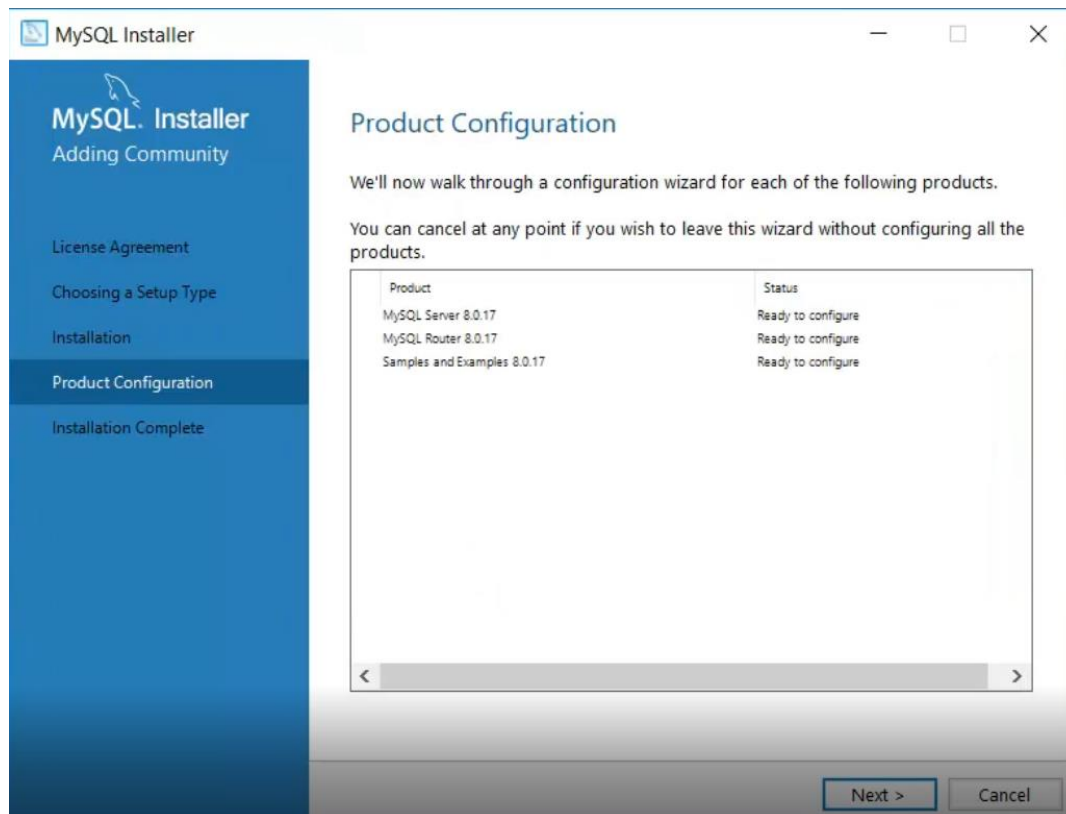 MySQL Installer
MySQL. Installer
Adding Community
License Agreement
Choosing a Setup Type
Installation
Product Configuration
Installation Complete
Product Configuration
We'll now walk through a configuration wizard for each of the following products.
You can cancel at any point if you wish to leave this wizard without configuring all the
products.
Product Status
MySQL Server 8.0.17 Ready to configure
MySQL Router 8.0.17 Ready to configure
Samples and Examples 8.0.17 Ready to configure
Next > Cancel